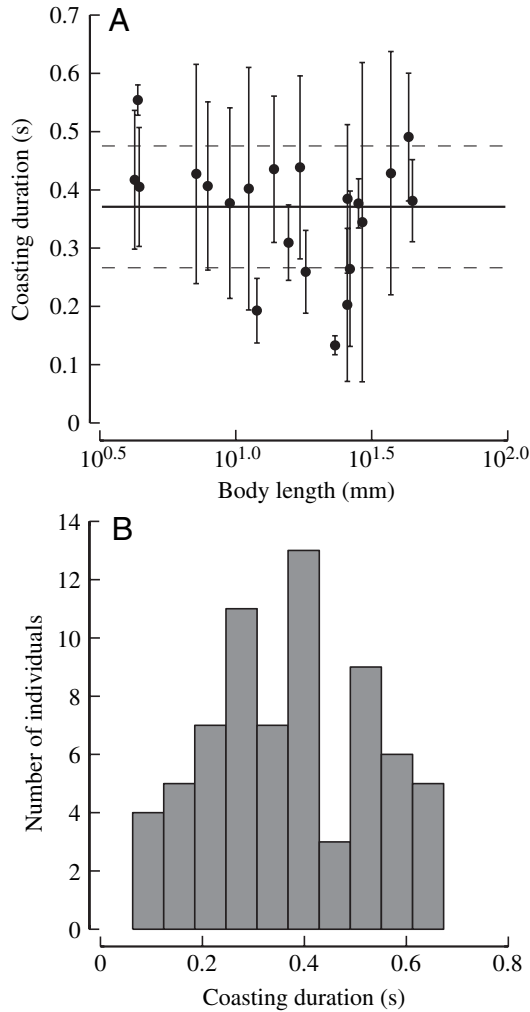 A
0.7
0.6
0.5
0.4
0.3
0.2
0.1
0
Coasting duration (s)
10^0.5 10^1.0 10^1.5 10^2.0
Body length (mm)
B
14
12
10
8
6
4
2
0
Number of individuals
0 0.2 0.4 0.6 0.8
Coasting duration (s)